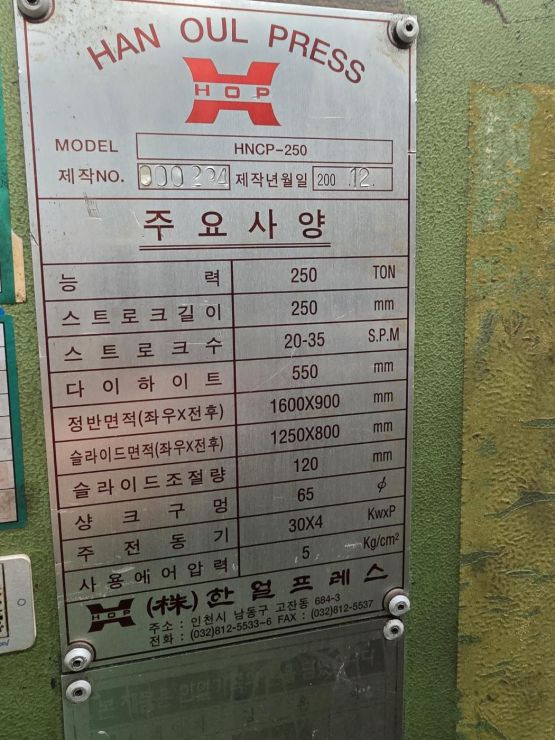 HAN OUL PRESS
HOP
MODEL HNCP-250
제작NO. 000224 제작년월일 200 .12.
주요사양
능력 250 TON
스트로크길이 250 mm
스트로크수 20-35 S.P.M
다이하이트 550 mm
정반면적(좌우X전후) 1600X900 mm
슬라이드면적(좌우X전후) 1250X800 mm
슬라이드조절량 120 mm
샹크구멍 65 φ
주전동기 30X4 KwxP
사용에어압력 5 Kg/cm²
HOP (株)한얼프레스
주소 : 인천시 남동구 고잔동 684-3
전화 : (032)812-5533~6 FAX : (032)812-5537